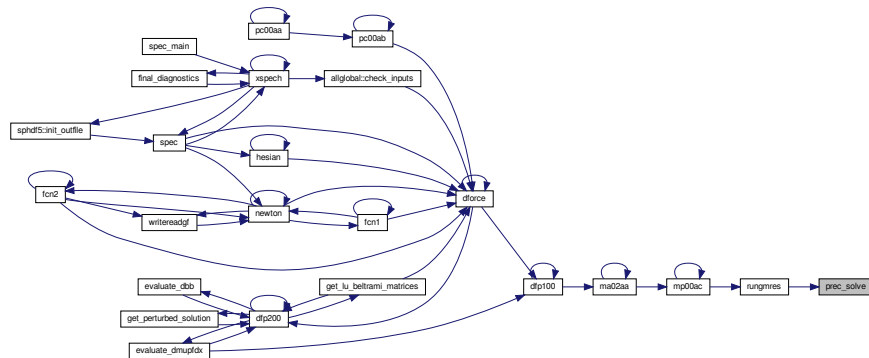 pc00aa
pc00ab
spec_main
final_diagnostics
xspech
allglobal::check_inputs
sphdf5::init_outfile
spec
hesian
fcn2
newton
fcn1
writereadgf
dforce
evaluate_dbb
get_lu_beltrami_matrices
dfp100
ma02aa
mp00ac
rungmres
prec_solve
get_perturbed_solution
dfp200
evaluate_dmupfdx